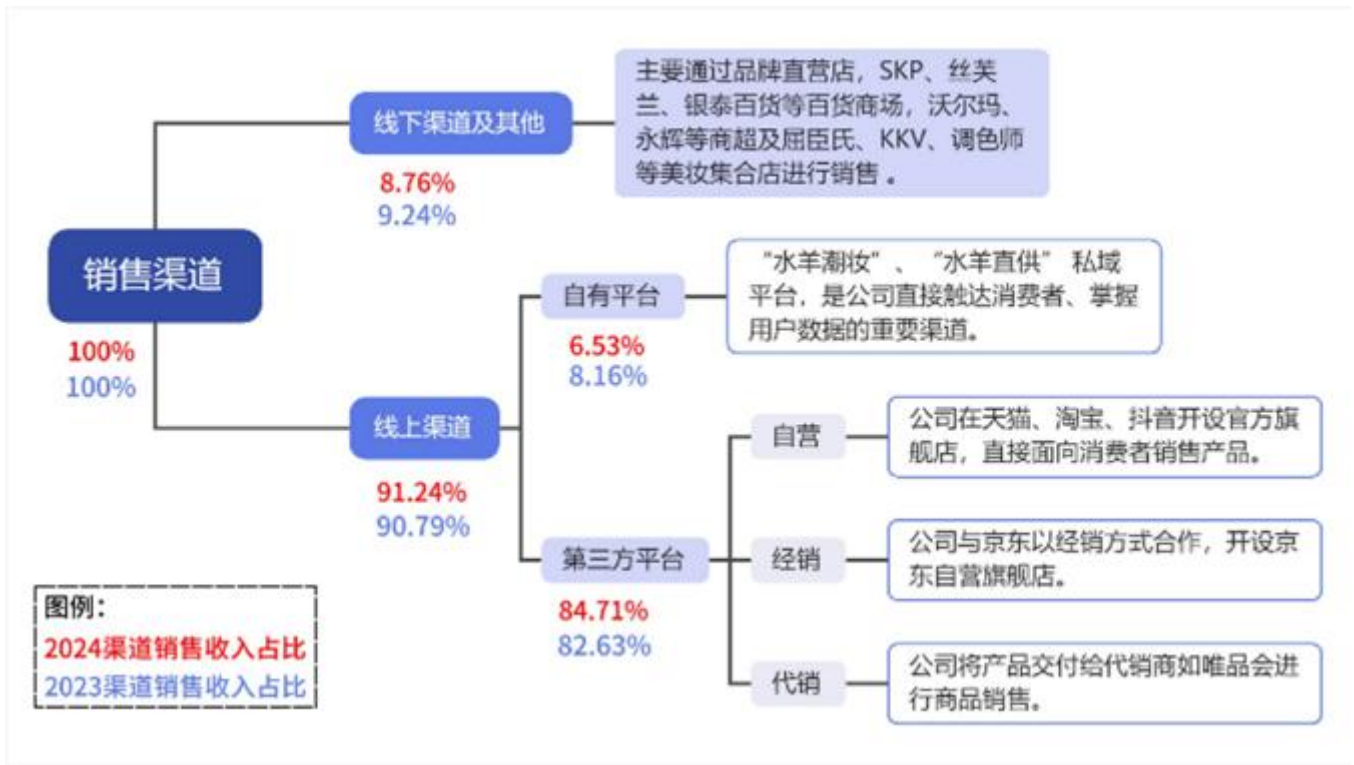 主要通过品牌直营店，SKP、丝芙
兰、银泰百货等百货商场，沃尔玛、
永辉等商超及屈臣氏、KKV、调色师
等美妆集合店进行销售 。
线下渠道及其他
8.76%
9.24%
销售渠道
100%
100%
线上渠道
91.24%
90.79%
自有平台
6.53%
8.16%
“水羊潮妆”、“水羊直供” 私域
平台，是公司直接触达消费者、掌握
用户数据的重要渠道。
第三方平台
84.71%
82.63%
自营
公司在天猫、淘宝、抖音开设官方旗
舰店，直接面向消费者销售产品。
经销
公司与京东以经销方式合作，开设京
东自营旗舰店。
代销
公司将产品交付给代销商如唯品会进
行商品销售。
图例：
2024渠道销售收入占比
2023渠道销售收入占比